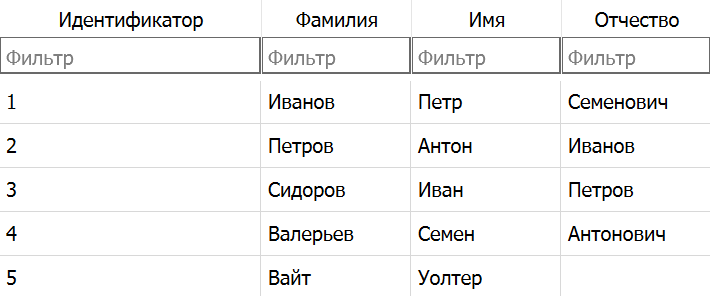 Идентификатор Фамилия Имя Отчество
Фильтр Фильтр Фильтр Фильтр
1 Иванов Петр Семенович
2 Петров Антон Иванов
3 Сидоров Иван Петров
4 Валерьев Семен Антонович
5 Вайт Уолтер